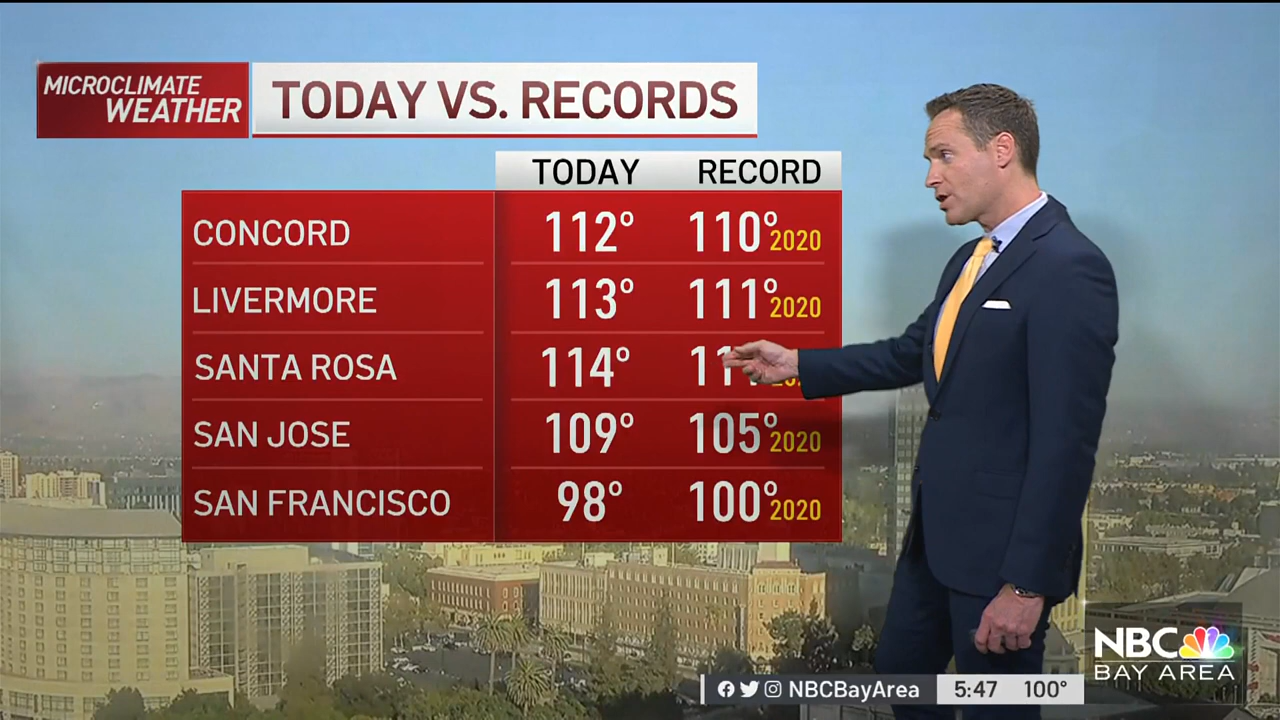 MICROCLIMATE
WEATHER
TODAY VS. RECORDS
TODAY RECORD
CONCORD 112° 110° 2020
LIVERMORE 113° 111° 2020
SANTA ROSA 114°
SAN JOSE 109° 105° 2020
SAN FRANCISCO 98° 100° 2020
NBC
BAY AREA
NBCBayArea 5:47 100°